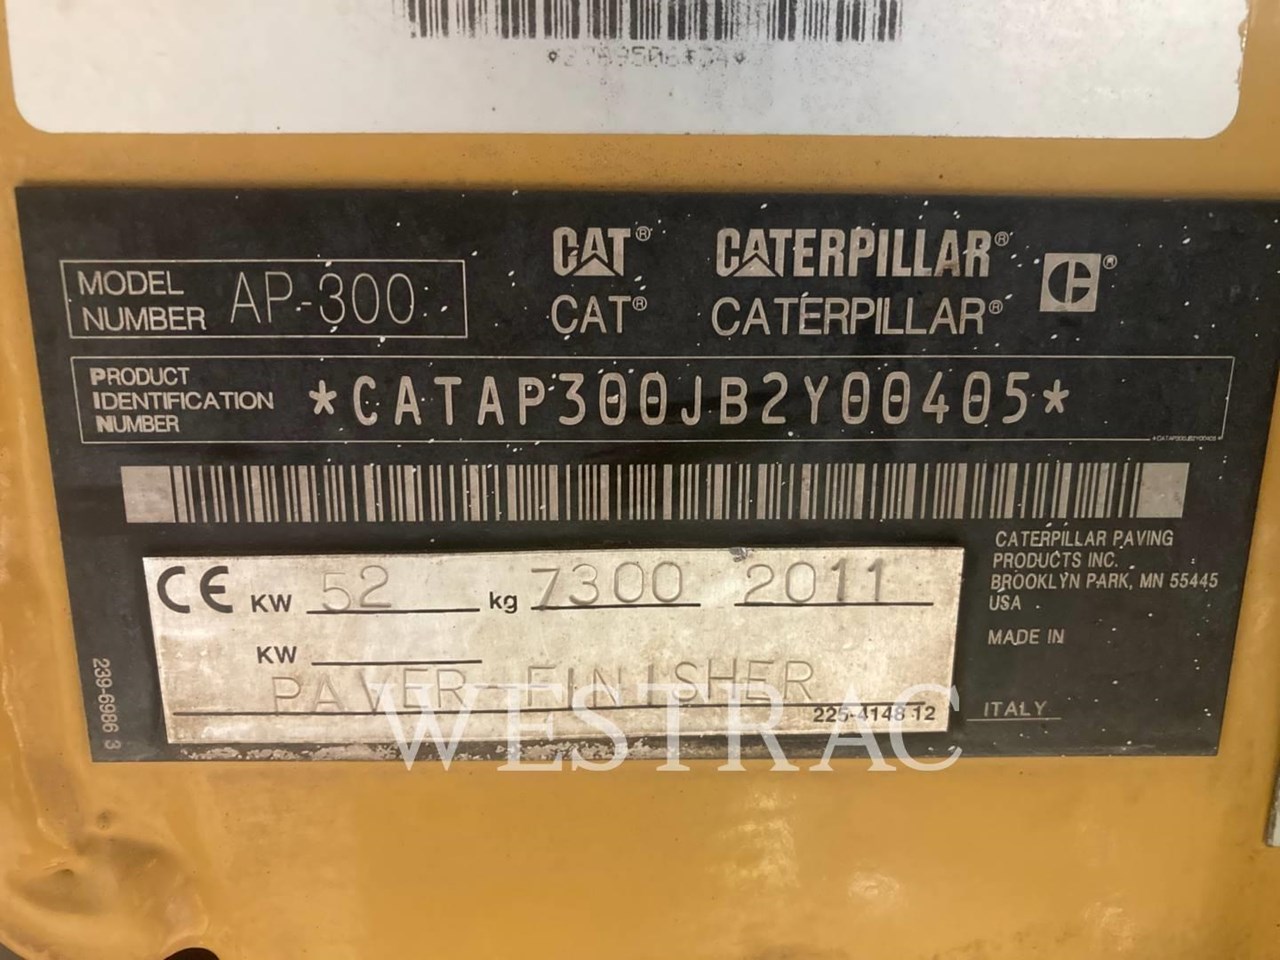 MODEL NUMBER AP-300
CAT® CATERPILLAR®
CAT® CATERPILLAR®
PRODUCT IDENTIFICATION NUMBER *CATAP300JB2Y00405*
*CATAP300JB2Y00405*
CE KW 52 kg 7300 2011
KW
PAVER-FINISHER
225-4148 12
CATERPILLAR PAVING
PRODUCTS INC.
BROOKLYN PARK, MN 55445
USA
MADE IN
ITALY
239-6986 3
WESTRAC